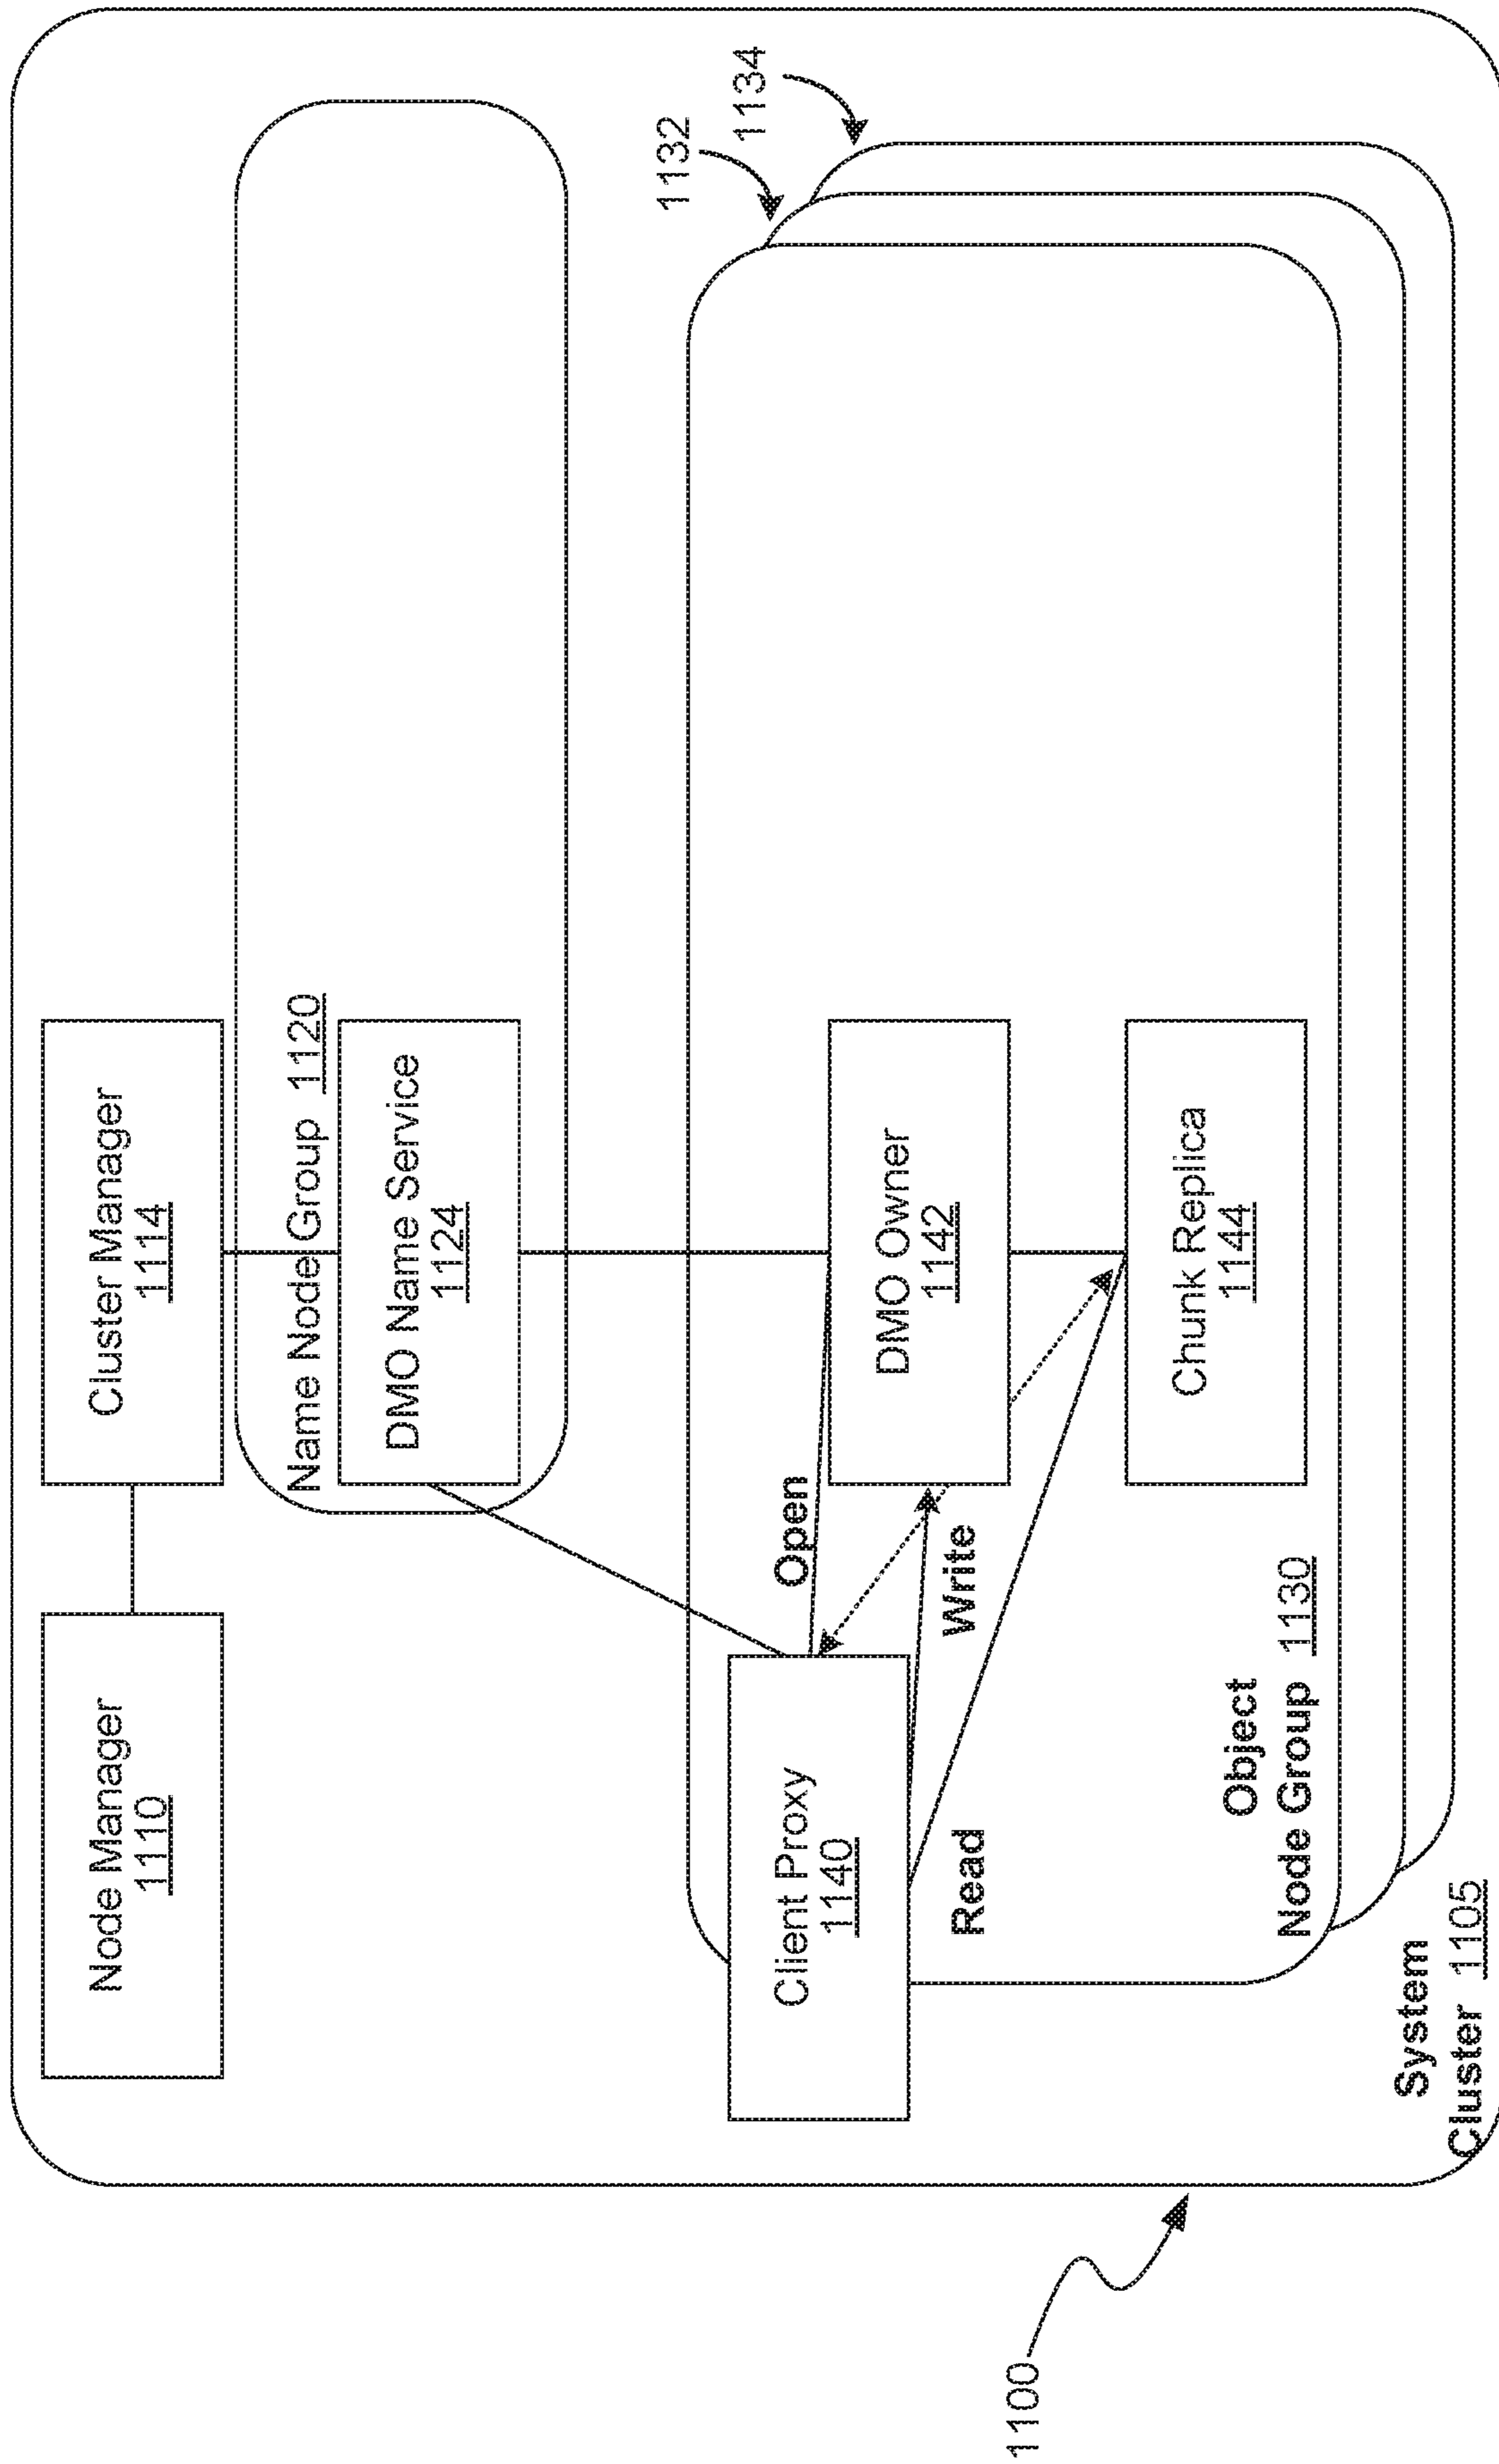 Node Manager
1110
Cluster Manager
1114
Name Node Group 1120
DMO Name Service
1124
1132
1134
Client Proxy
1140
Open
DMO Owner
1142
Write
Read
Chunk Replica
1144
Object
Node Group 1130
System
Cluster 1105
1100